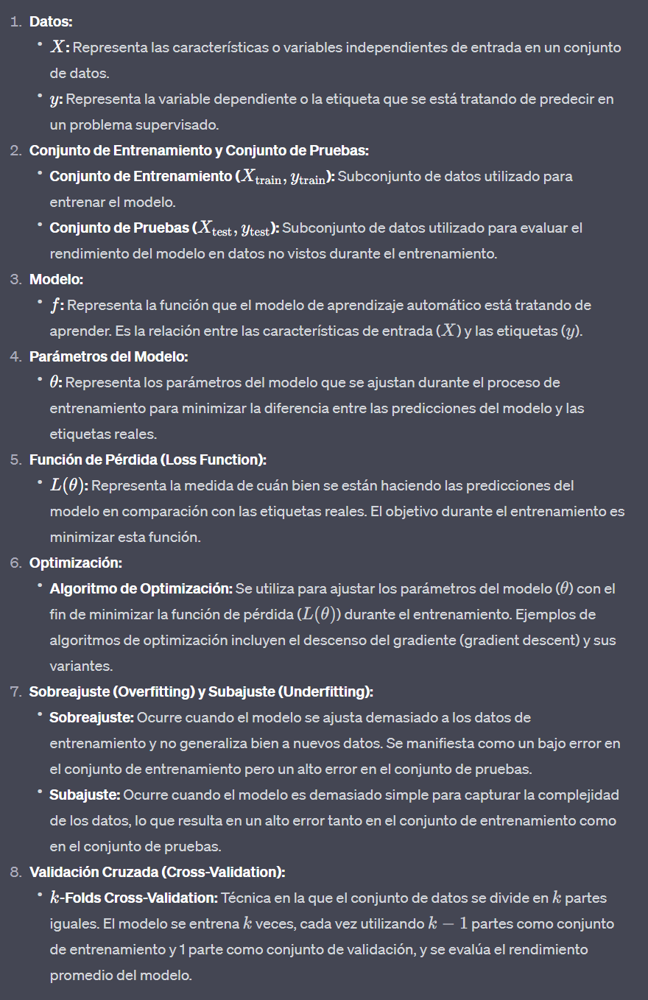 1. Datos:
• X: Representa las características o variables independientes de entrada en un conjunto
de datos.
• y: Representa la variable dependiente o la etiqueta que se está tratando de predecir en
un problema supervisado.
2. Conjunto de Entrenamiento y Conjunto de Pruebas:
• Conjunto de Entrenamiento (X_train, y_train): Subconjunto de datos utilizado para
entrenar el modelo.
• Conjunto de Pruebas (X_test, y_test): Subconjunto de datos utilizado para evaluar el
rendimiento del modelo en datos no vistos durante el entrenamiento.
3. Modelo:
• f: Representa la función que el modelo de aprendizaje automático está tratando de
aprender. Es la relación entre las características de entrada (X) y las etiquetas (y).
4. Parámetros del Modelo:
• θ: Representa los parámetros del modelo que se ajustan durante el proceso de
entrenamiento para minimizar la diferencia entre las predicciones del modelo y las
etiquetas reales.
5. Función de Pérdida (Loss Function):
• L(θ): Representa la medida de cuán bien se están haciendo las predicciones del
modelo en comparación con las etiquetas reales. El objetivo durante el entrenamiento es
minimizar esta función.
6. Optimización:
• Algoritmo de Optimización: Se utiliza para ajustar los parámetros del modelo (θ) con el
fin de minimizar la función de pérdida (L(θ)) durante el entrenamiento. Ejemplos de
algoritmos de optimización incluyen el descenso del gradiente (gradient descent) y sus
variantes.
7. Sobreajuste (Overfitting) y Subajuste (Underfitting):
• Sobreajuste: Ocurre cuando el modelo se ajusta demasiado a los datos de
entrenamiento y no generaliza bien a nuevos datos. Se manifiesta como un bajo error en
el conjunto de entrenamiento pero un alto error en el conjunto de pruebas.
• Subajuste: Ocurre cuando el modelo es demasiado simple para capturar la complejidad
de los datos, lo que resulta en un alto error tanto en el conjunto de entrenamiento como
en el conjunto de pruebas.
8. Validación Cruzada (Cross-Validation):
• k-Folds Cross-Validation: Técnica en la que el conjunto de datos se divide en k partes
iguales. El modelo se entrena k veces, cada vez utilizando k − 1 partes como conjunto
de entrenamiento y 1 parte como conjunto de validación, y se evalúa el rendimiento
promedio del modelo.